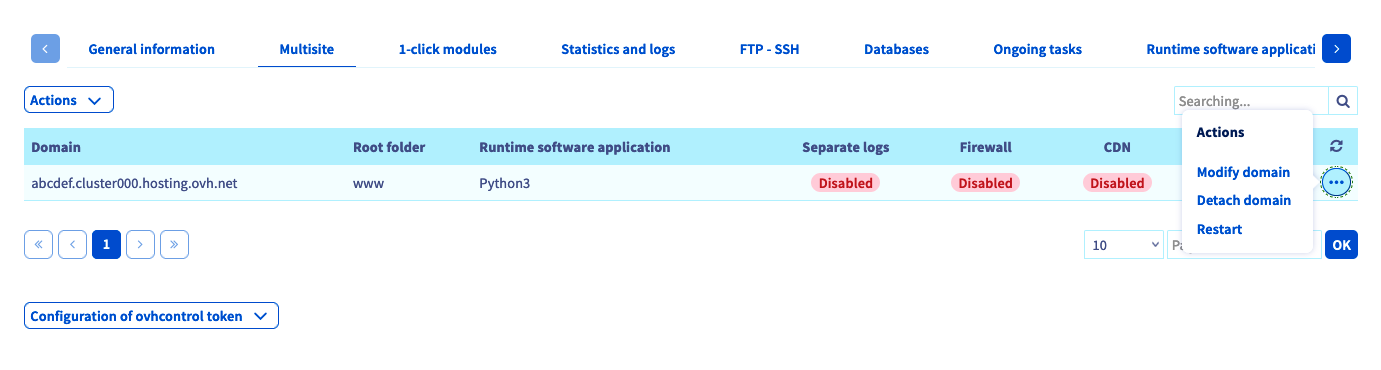 General information Multisite 1-click modules Statistics and logs FTP - SSH Databases Ongoing tasks Runtime software applicati
Actions
Searching...
Domain Root folder Runtime software application Separate logs Firewall CDN
abcdef.cluster000.hosting.ovh.net www Python3 Disabled Disabled Disabled
Actions
Modify domain
Detach domain
Restart
« ‹ 1 › »
10
OK
Configuration of ovhcontrol token